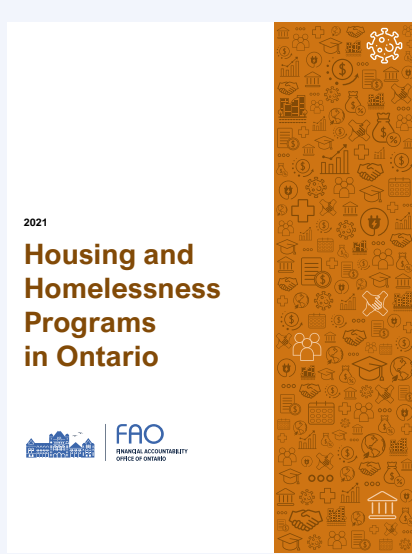 2021
Housing and
Homelessness
Programs
in Ontario
FAO
FINANCIAL ACCOUNTABILITY
OFFICE OF ONTARIO